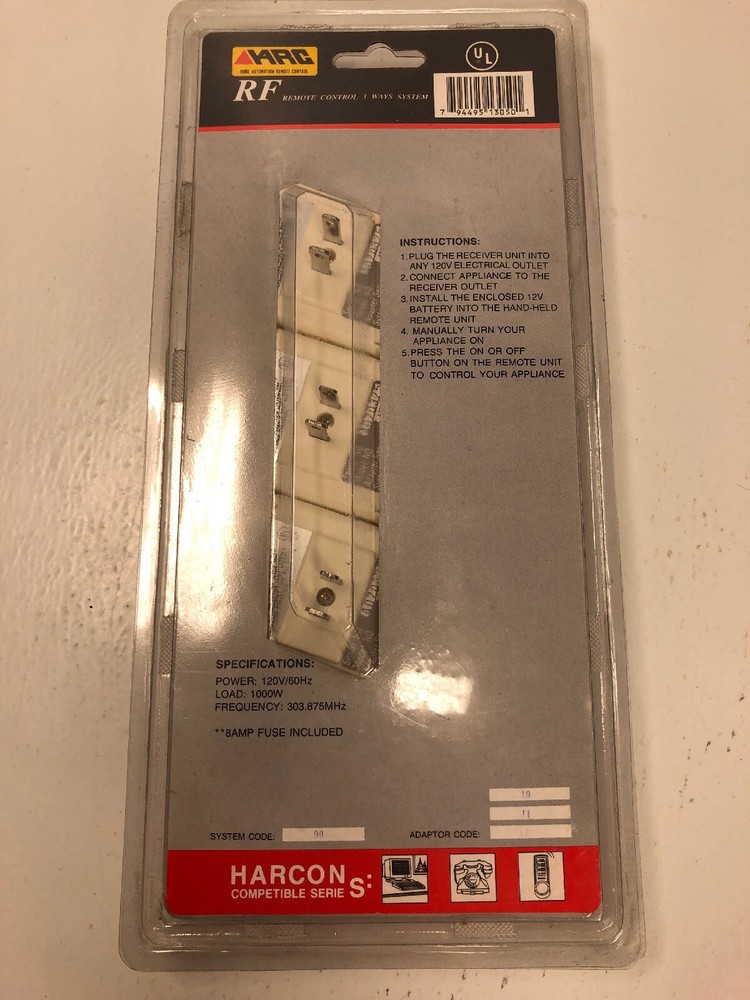 HRC
HOME AUTOMATION REMOTE CONTROL
RF REMOTE CONTROL 3 WAYS SYSTEM
UL
7 94495 13050 1
INSTRUCTIONS:
1. PLUG THE RECEIVER UNIT INTO
ANY 120V ELECTRICAL OUTLET
2. CONNECT APPLIANCE TO THE
RECEIVER OUTLET
3. INSTALL THE ENCLOSED 12V
BATTERY INTO THE HAND-HELD
REMOTE UNIT
4. MANUALLY TURN YOUR
APPLIANCE ON
5. PRESS THE ON OR OFF
BUTTON ON THE REMOTE UNIT
TO CONTROL YOUR APPLIANCE
SPECIFICATIONS:
POWER: 120V/60Hz
LOAD: 1000W
FREQUENCY: 303.875MHz
**8AMP FUSE INCLUDED
10
11
SYSTEM CODE: 00
ADAPTOR CODE:
HARCON
COMPETIBLE SERIE S: